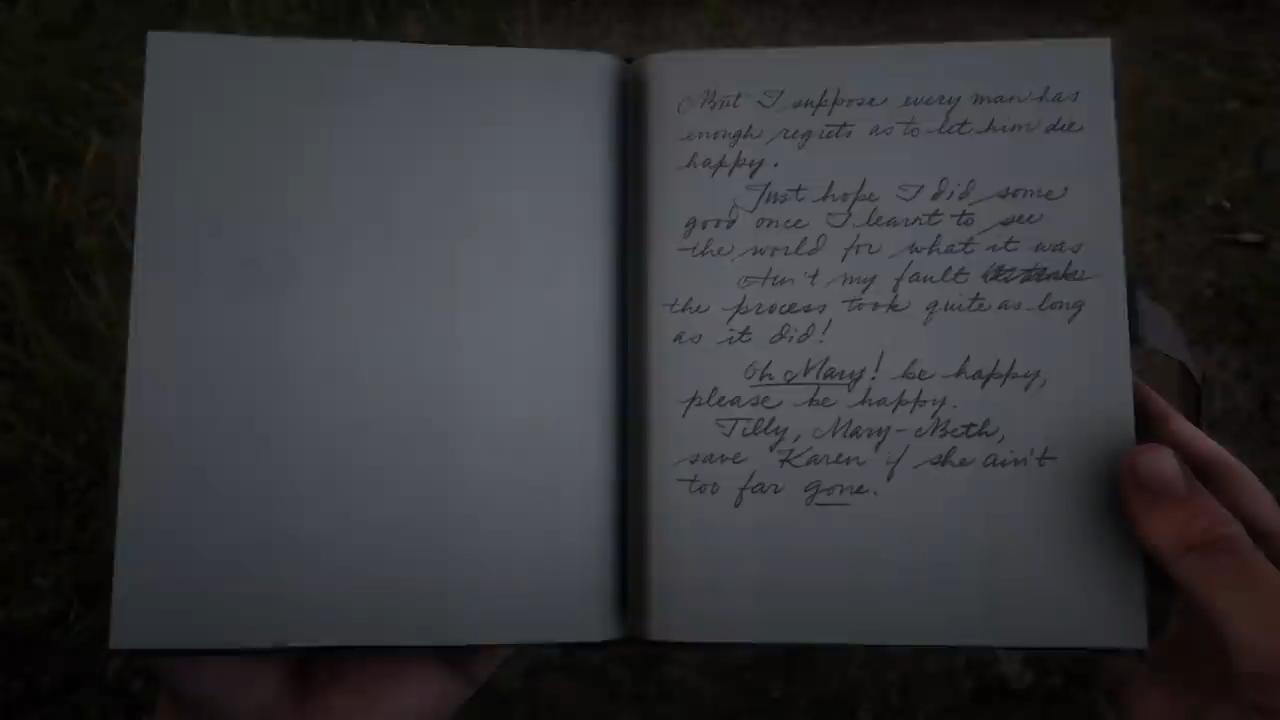 But I suppose every man has
enough regrets as to let him die
happy.
Just hope I did some
good once I learnt to see
the world for what it was
Ain't my fault
the process took quite as long
as it did!
Oh Mary! be happy,
please be happy.
Tilly, Mary-Beth,
save Karen if she ain't
too far gone.